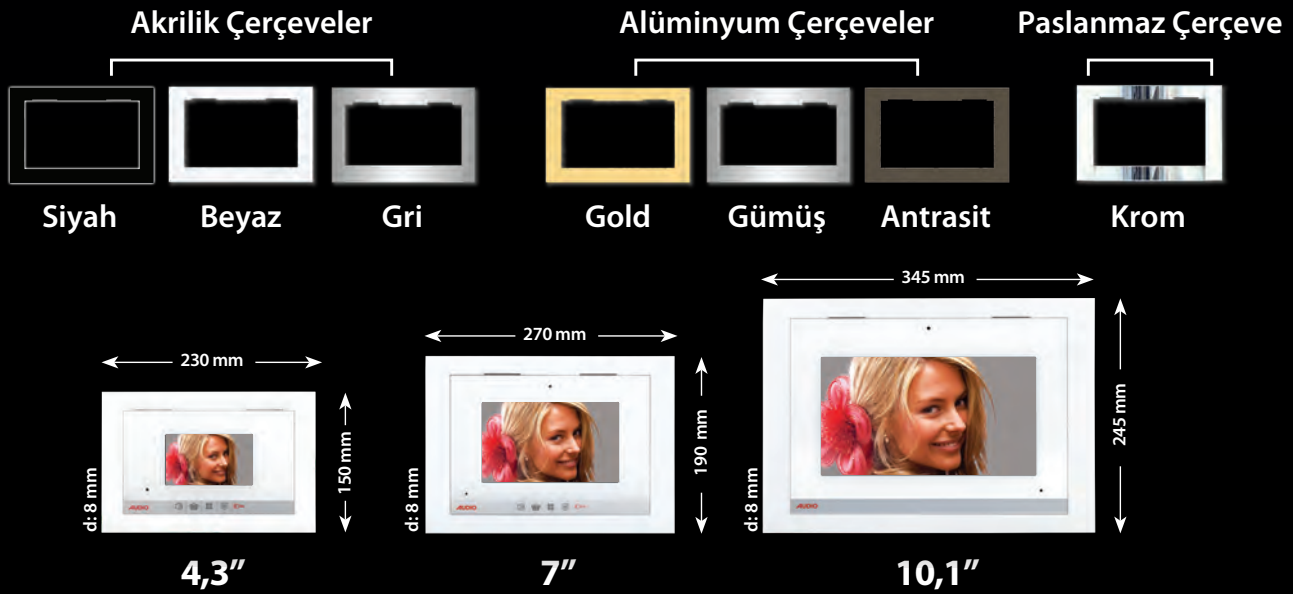 Akrilik Çerçeveler
Alüminyum Çerçeveler
Paslanmaz Çerçeve
Siyah
Beyaz
Gri
Gold
Gümüş
Antrasit
Krom
230 mm
150 mm
d: 8 mm
AUDIO
4,3”
270 mm
190 mm
d: 8 mm
AUDIO
7”
345 mm
245 mm
d: 8 mm
AUDIO
10,1”